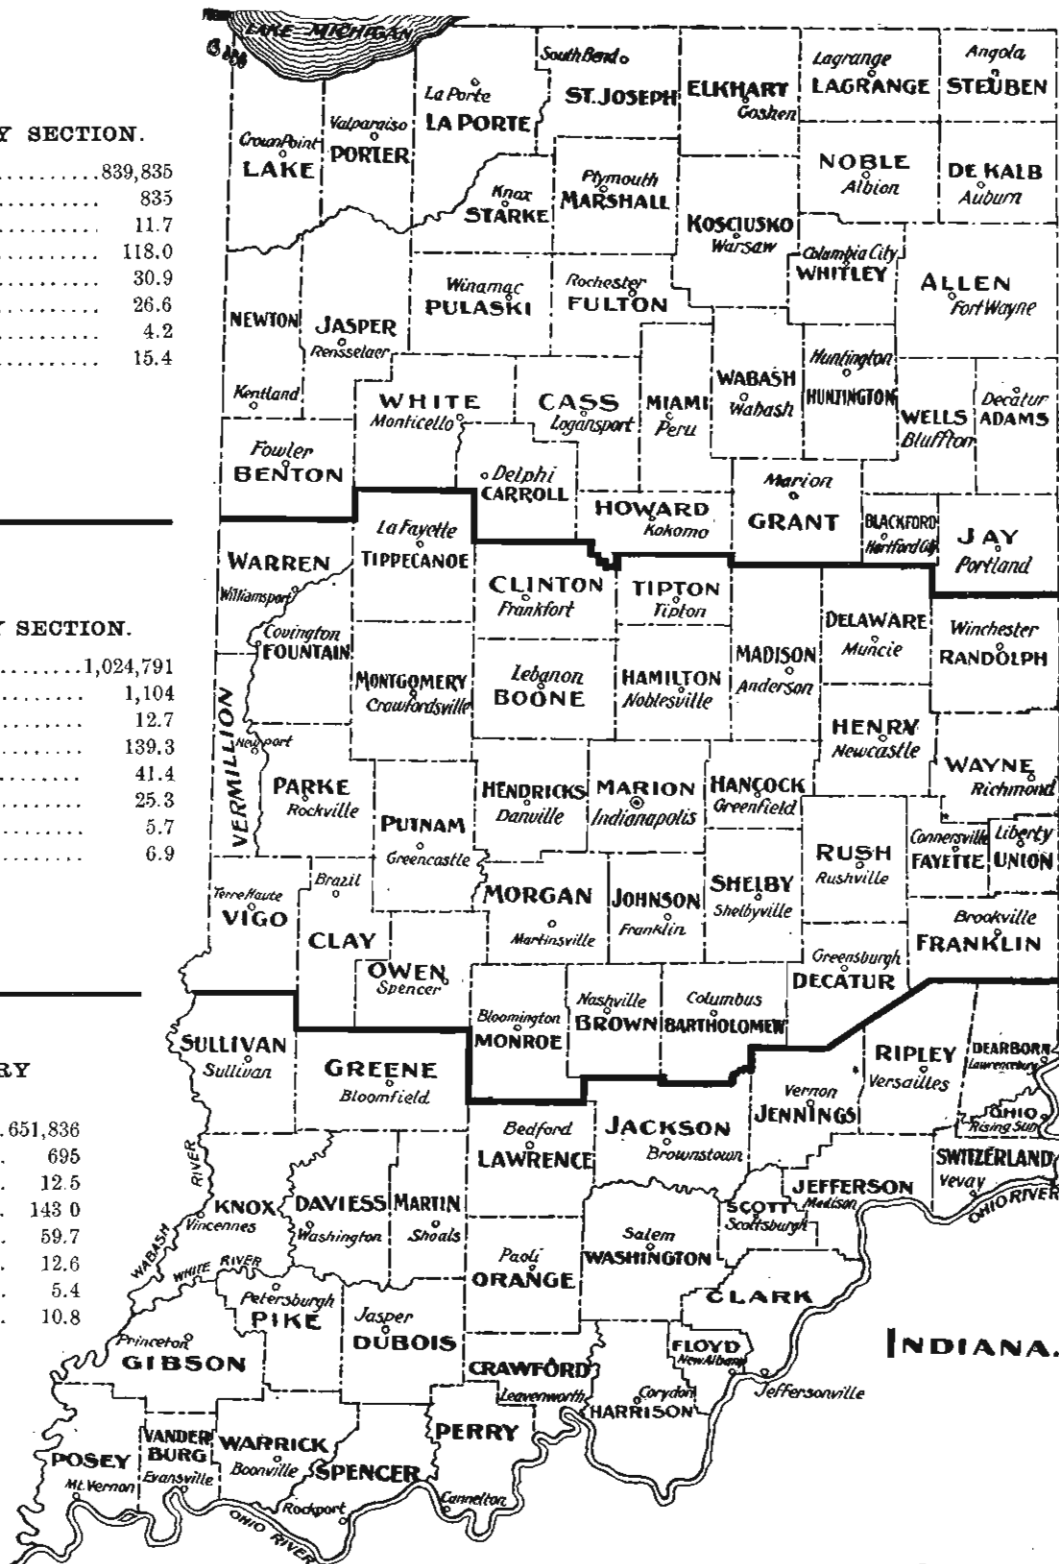 LAKE MICHIGAN
Y SECTION.
839,835
835
11.7
118.0
30.9
26.6
4.2
15.4
Y SECTION.
1,024,791
1,104
12.7
139.3
41.4
25.3
5.7
6.9
RY
651,836
695
12.5
143 0
59.7
12.6
5.4
10.8
Crown Point
LAKE
Valparaiso
PORTER
La Porte
LA PORTE
South Bend
ST. JOSEPH
ELKHART
Goshen
Lagrange
LAGRANGE
Angola
STEUBEN
Knox
STARKE
Plymouth
MARSHALL
KOSCIUSKO
Warsaw
NOBLE
Albion
DE KALB
Auburn
Columbia City
WHITLEY
ALLEN
Fort Wayne
NEWTON
Kentland
JASPER
Rensselaer
Winamac
PULASKI
Rochester
FULTON
WHITE
Monticello
CASS
Logansport
MIAMI
Peru
WABASH
Wabash
Huntington
HUNTINGTON
WELLS
Bluffton
Decatur
ADAMS
Fowler
BENTON
Delphi
CARROLL
HOWARD
Kokomo
Marion
GRANT
BLACKFORD
Hartford City
JAY
Portland
WARREN
Williamsport
La Fayette
TIPPECANOE
CLINTON
Frankfort
TIPTON
Tipton
Covington
FOUNTAIN
MONTGOMERY
Crawfordsville
Lebanon
BOONE
HAMILTON
Noblesville
MADISON
Anderson
DELAWARE
Muncie
Winchester
RANDOLPH
HENRY
Newcastle
WAYNE
Richmond
VERMILLION
Newport
PARKE
Rockville
PUTNAM
Greencastle
HENDRICKS
Danville
MARION
Indianapolis
HANCOCK
Greenfield
RUSH
Rushville
Connersville
FAYETTE
Liberty
UNION
Terre Haute
VIGO
Brazil
CLAY
OWEN
Spencer
MORGAN
Martinsville
JOHNSON
Franklin
SHELBY
Shelbyville
Greensburgh
DECATUR
Brookville
FRANKLIN
SULLIVAN
Sullivan
GREENE
Bloomfield
Bloomington
MONROE
Nashville
BROWN
Columbus
BARTHOLOMEW
Vernon
JENNINGS
RIPLEY
Versailles
DEARBORN
Lawrenceburg
OHIO
Rising Sun
SWITZERLAND
Vevay
OHIO RIVER
WABASH RIVER
KNOX
Vincennes
DAVIESS
Washington
MARTIN
Shoals
Bedford
LAWRENCE
JACKSON
Brownstown
SCOTT
Scottsburgh
JEFFERSON
Madison
WHITE RIVER
Princeton
GIBSON
Petersburgh
PIKE
Jasper
DUBOIS
Paoli
ORANGE
Salem
WASHINGTON
CLARK
Jeffersonville
FLOYD
New Albany
Corydon
HARRISON
CRAWFORD
Leavenworth
POSEY
Mt. Vernon
VANDER
BURG
Evansville
WARRICK
Boonville
SPENCER
Rockport
PERRY
Cannelton
OHIO RIVER
INDIANA.